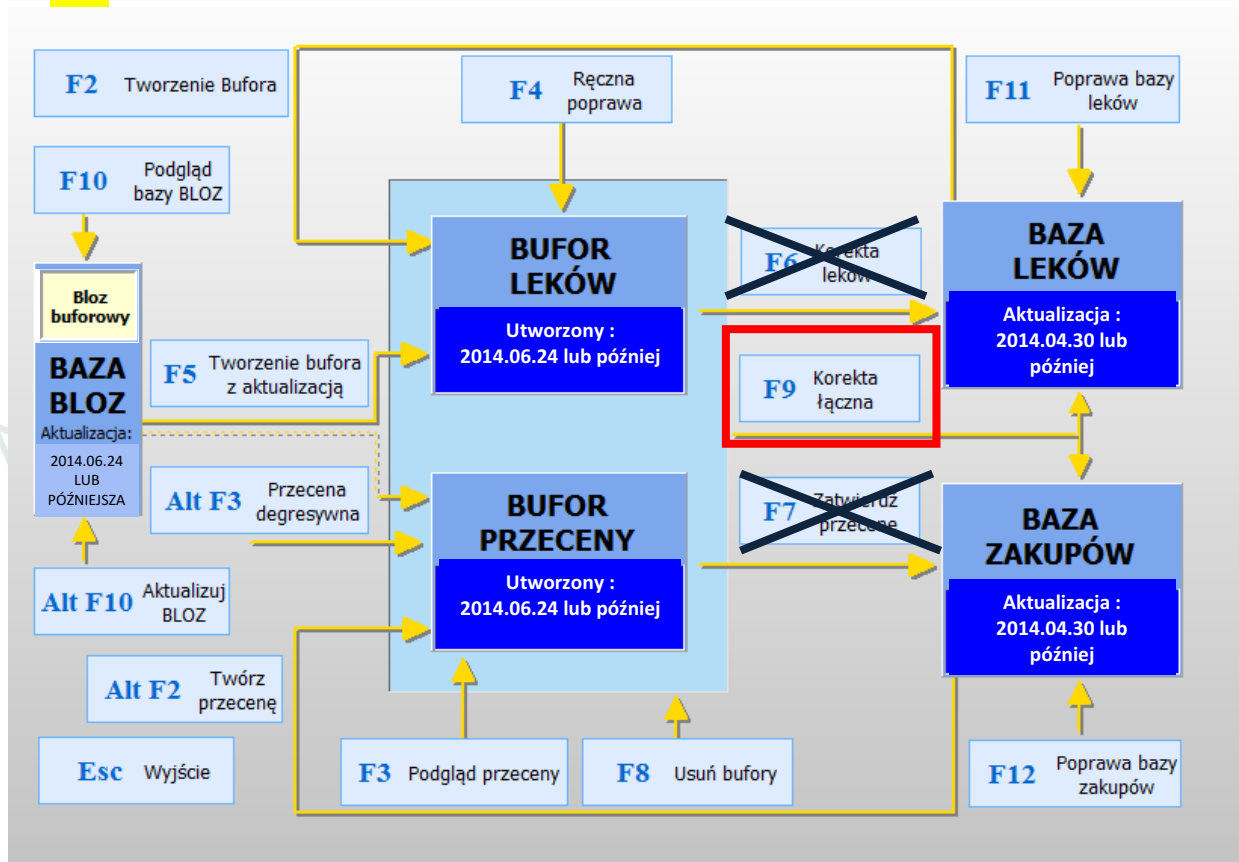 F2 Tworzenie Bufora
F4 Ręczna
poprawa
F11 Poprawa bazy
leków
F10 Podgląd
bazy BLOZ
Bloz
buforowy
BAZA
BLOZ
Aktualizacja:
2014.06.24
LUB
PÓŹNIEJSZA
BUFOR
LEKÓW
Utworzony :
2014.06.24 lub później
F6 Korekta
leków
BAZA
LEKÓW
Aktualizacja :
2014.04.30 lub
później
F5 Tworzenie bufora
z aktualizacją
F9 Korekta
łączna
Alt F3 Przecena
degresywna
BUFOR
PRZECENY
Utworzony :
2014.06.24 lub później
F7 Zatwierdź
przecenę
BAZA
ZAKUPÓW
Aktualizacja :
2014.04.30 lub
później
Alt F10 Aktualizuj
BLOZ
Alt F2 Twórz
przecenę
Esc Wyjście
F3 Podgląd przeceny
F8 Usuń bufory
F12 Poprawa bazy
zakupów